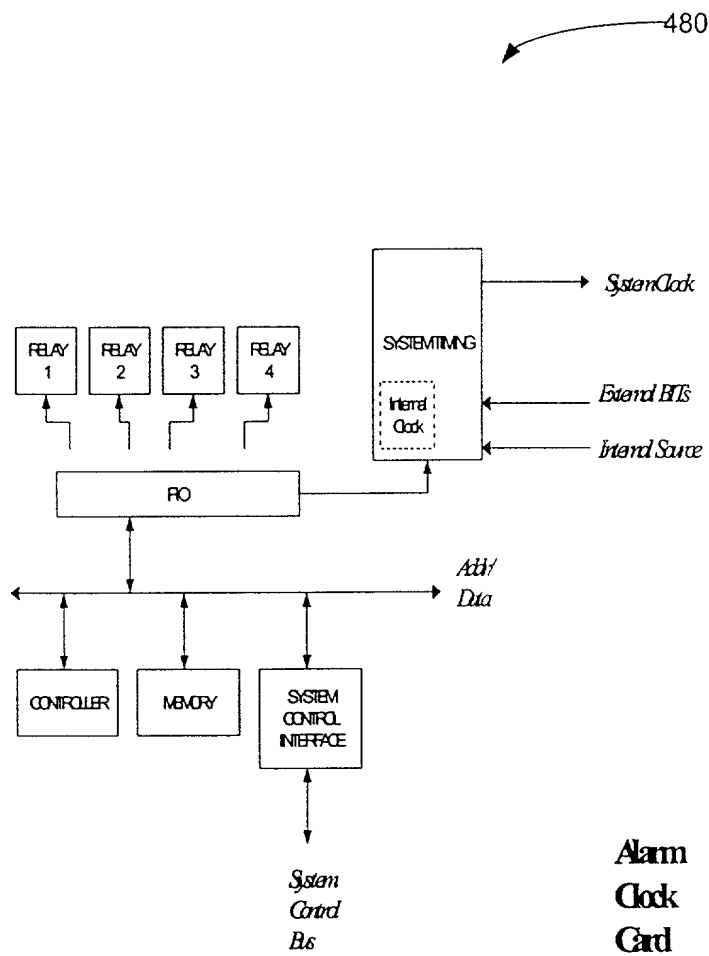 480
System Clock
SYSTEM TIMING
RELAY
1
RELAY
2
RELAY
3
RELAY
4
Internal
Clock
External BITs
Internal Source
PIO
Addr/
Data
CONTROLLER
MEMORY
SYSTEM
CONTROL
INTERFACE
System
Control
Bus
Alarm
Clock
Card